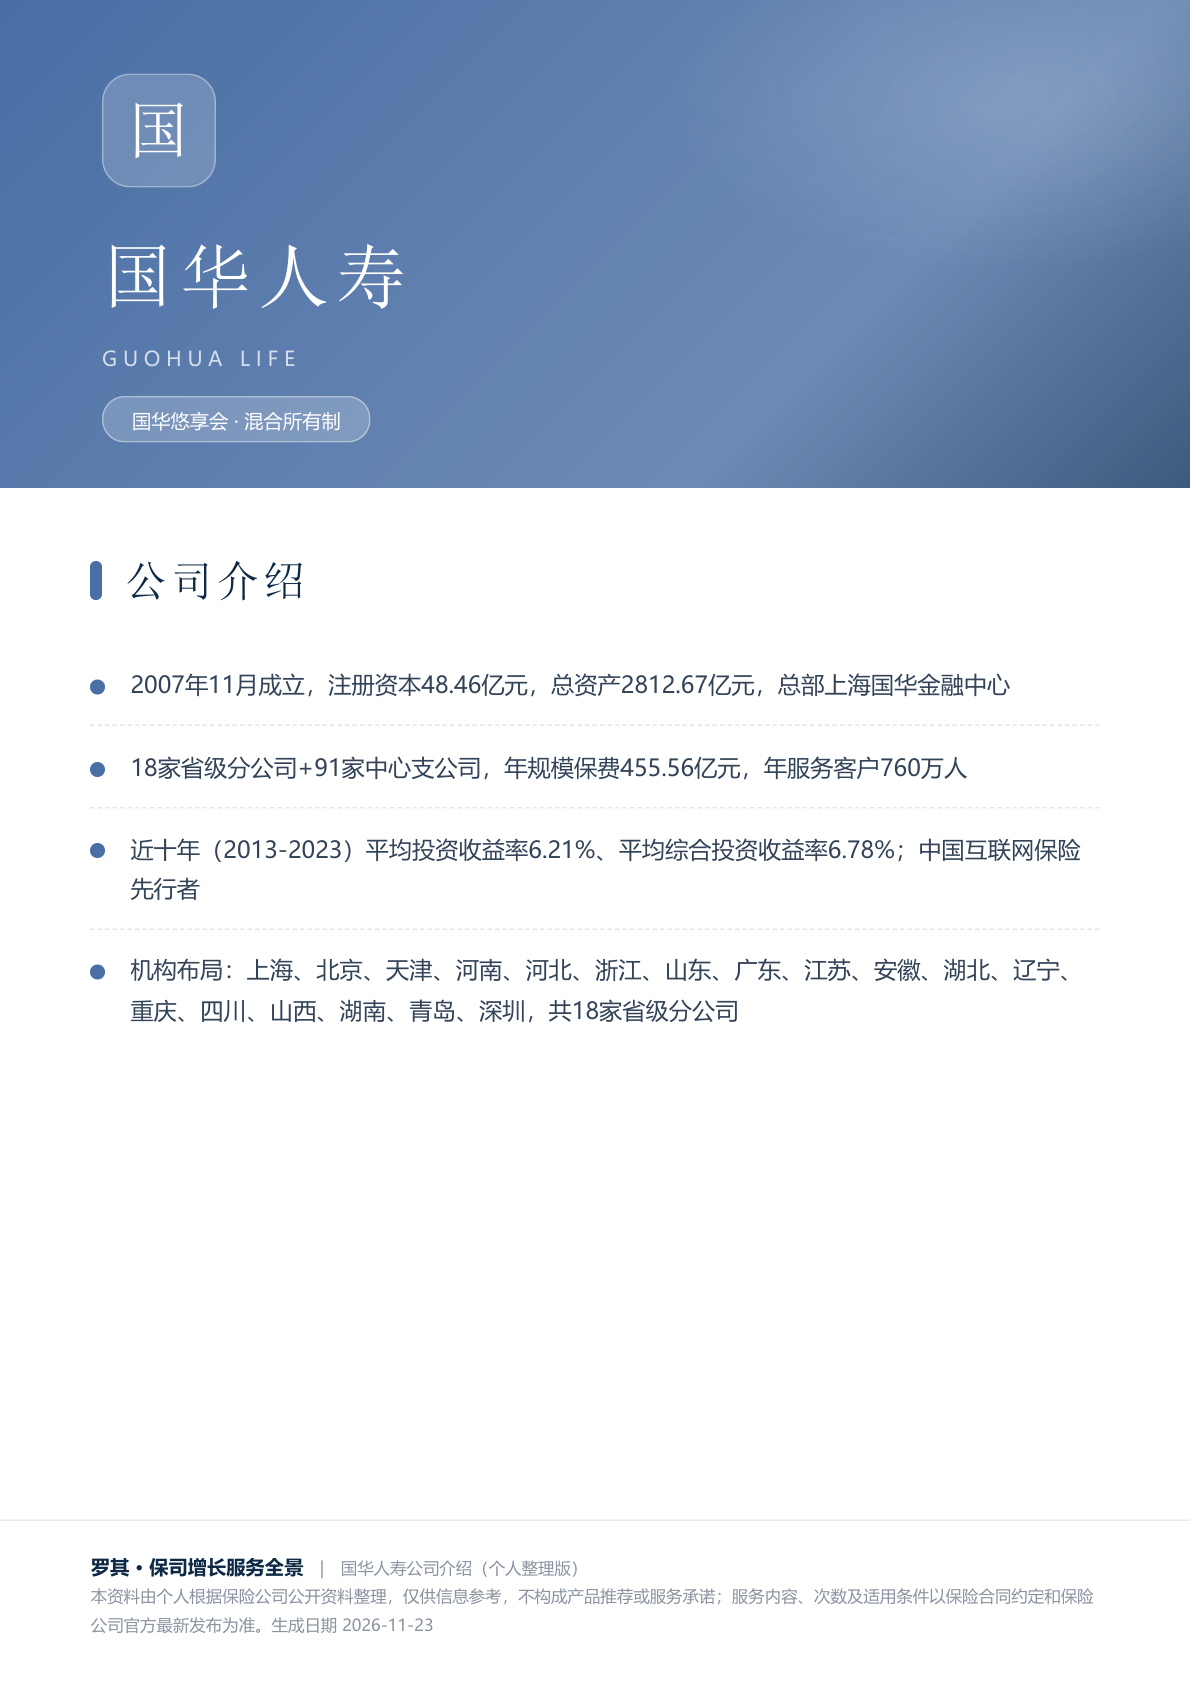 国
国华人寿
GUOHUA LIFE
国华悠享会 · 混合所有制
公司介绍
2007年11月成立，注册资本48.46亿元，总资产2812.67亿元，总部上海国华金融中心
18家省级分公司+91家中心支公司，年规模保费455.56亿元，年服务客户760万人
近十年（2013-2023）平均投资收益率6.21%、平均综合投资收益率6.78%；中国互联网保险
先行者
机构布局：上海、北京、天津、河南、河北、浙江、山东、广东、江苏、安徽、湖北、辽宁、
重庆、四川、山西、湖南、青岛、深圳，共18家省级分公司
罗其 • 保司增长服务全景 | 国华人寿公司介绍（个人整理版）
本资料由个人根据保险公司公开资料整理，仅供信息参考，不构成产品推荐或服务承诺；服务内容、次数及适用条件以保险合同约定和保险
公司官方最新发布为准。生成日期 2026-11-23